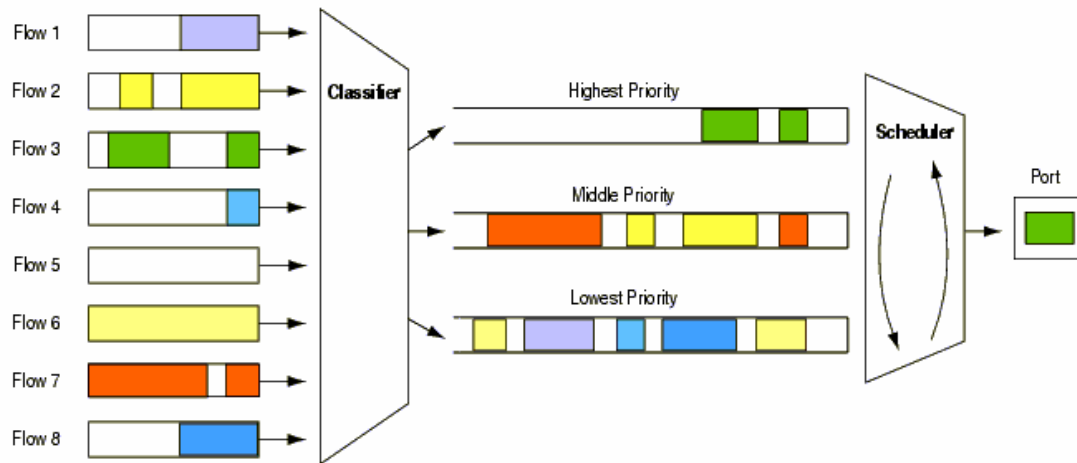 Flow 1
Flow 2
Flow 3
Flow 4
Flow 5
Flow 6
Flow 7
Flow 8
Classifier
Highest Priority
Middle Priority
Lowest Priority
Scheduler
Port